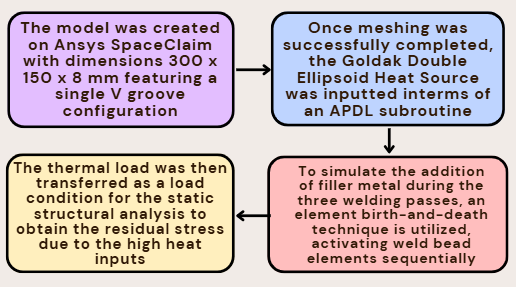 The model was created
on Ansys SpaceClaim
with dimensions 300 x
150 x 8 mm featuring a
single V groove
configuration
Once meshing was
successfully completed,
the Goldak Double
Ellipsoid Heat Source
was inputted interms of
an APDL subroutine
To simulate the addition
of filler metal during the
three welding passes, an
element birth-and-death
technique is utilized,
activating weld bead
elements sequentially
The thermal load was then
transferred as a load
condition for the static
structural analysis to
obtain the residual stress
due to the high heat
inputs